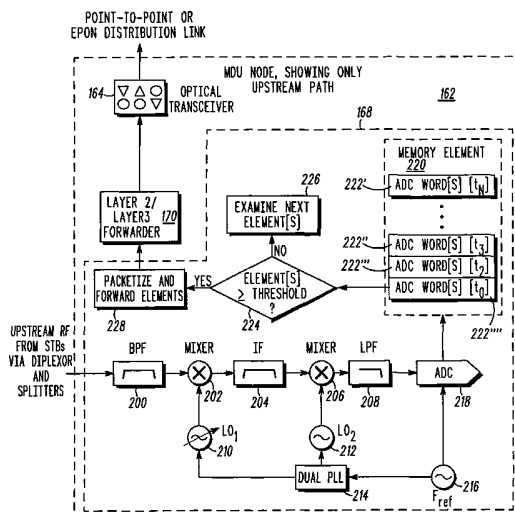 POINT-TO-POINT OR
EPON DISTRIBUTION LINK
MDU NODE, SHOWING ONLY
UPSTREAM PATH
162
164
OPTICAL
TRANSCEIVER
168
MEMORY ELEMENT
220
222'
ADC WORD[S] [tN]
226
EXAMINE NEXT
ELEMENT[S]
LAYER 2/
LAYER3 170
FORWARDER
NO
222"
ADC WORD[S] [t3]
222'"
ADC WORD[S] [t2]
ADC WORD[S] [t0]
222""
PACKETIZE AND
FORWARD ELEMENTS
228
YES
ELEMENT[S]
≥ THRESHOLD
?
224
UPSTREAM RF
FROM STBs
VIA DIPLEXOR
AND
SPLITTERS
BPF
200
MIXER
202
IF
204
MIXER
206
LPF
208
ADC
218
LO1
210
LO2
212
DUAL PLL
214
216
Fref